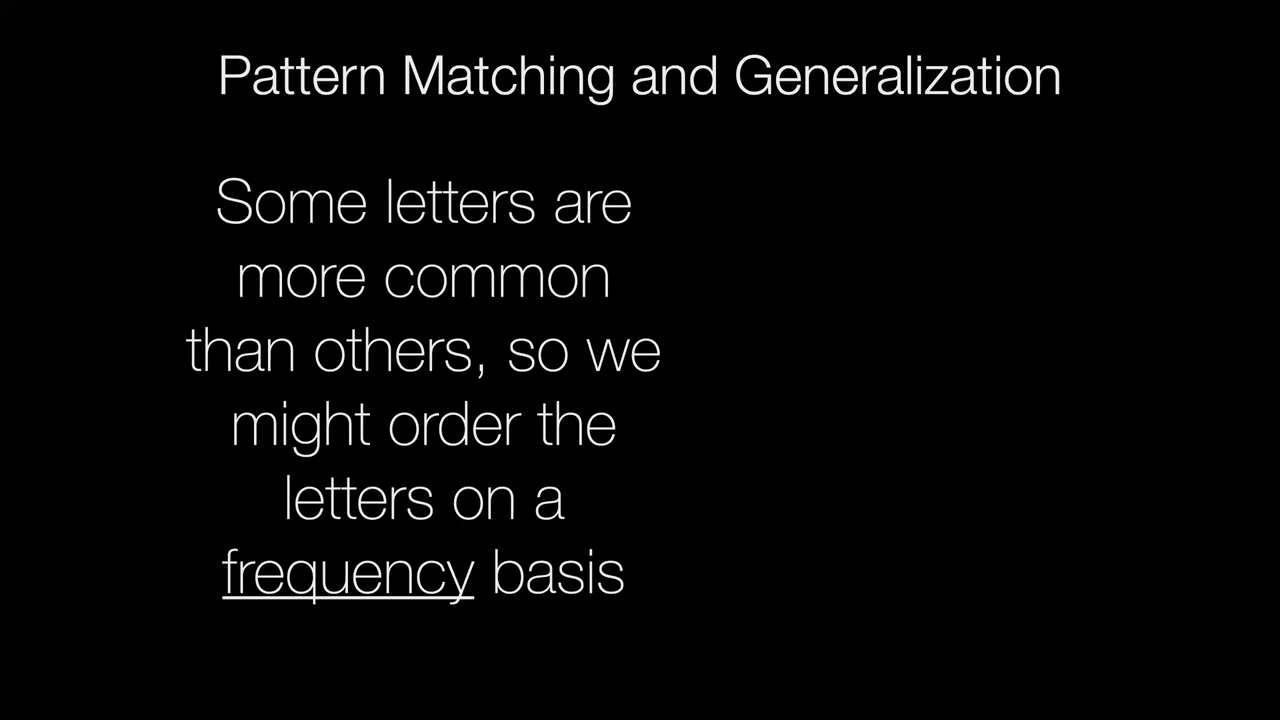 Pattern Matching and Generalization
Some letters are
more common
than others, so we
might order the
letters on a
frequency basis